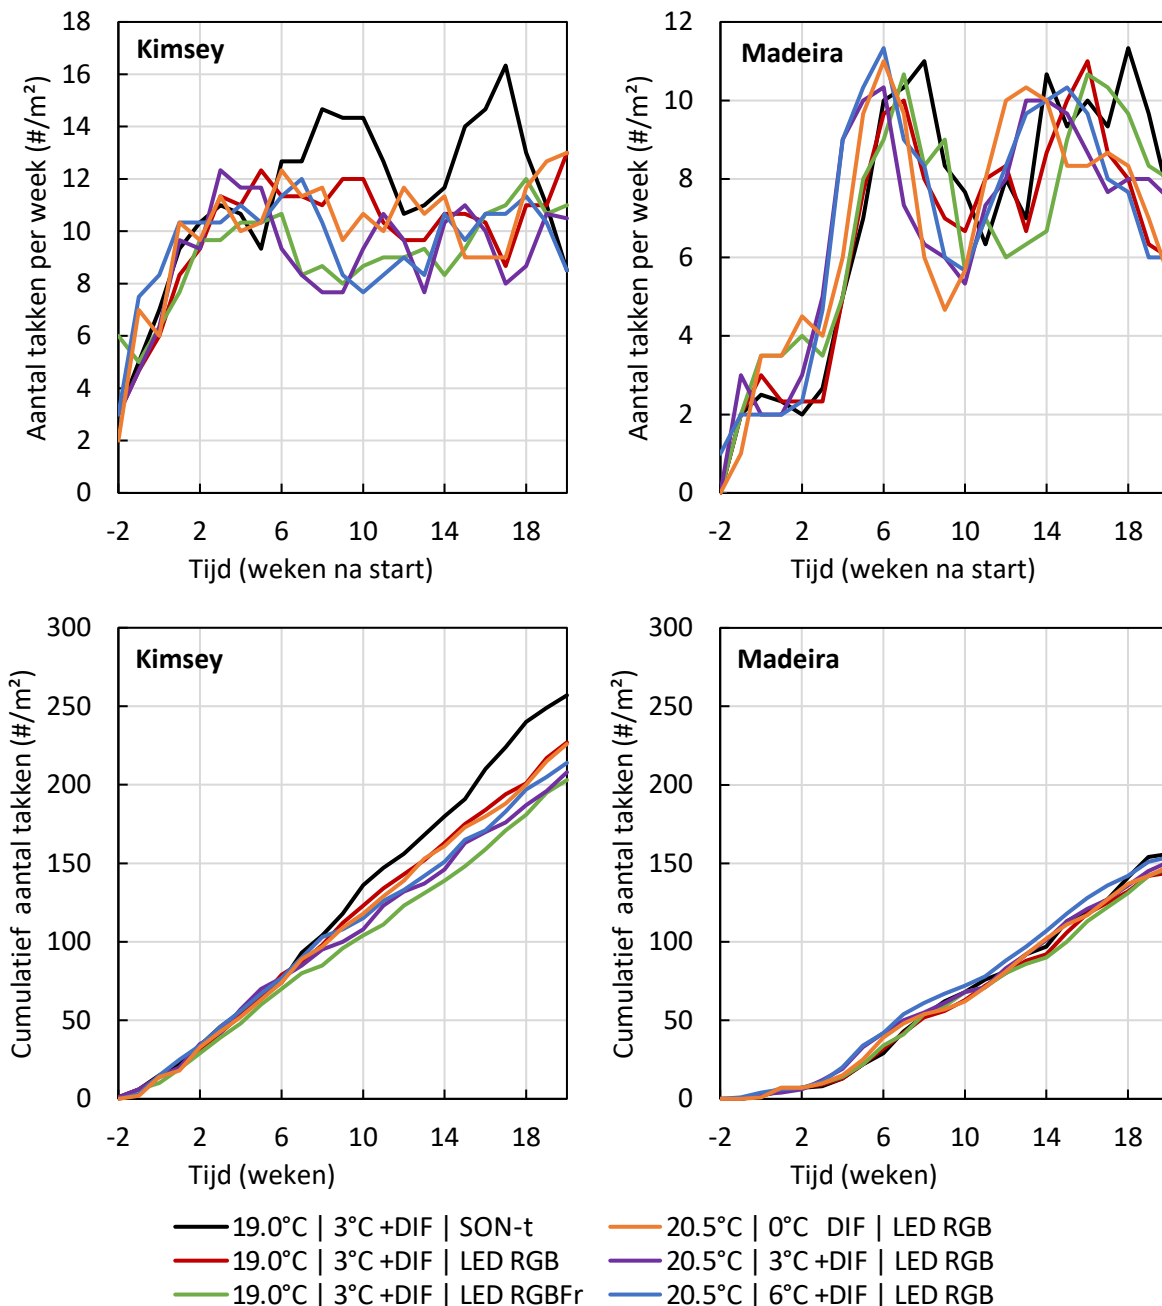 Kimsey
Aantal takken per week (#/m²)
18
16
14
12
10
8
6
4
2
0
-2 2 6 10 14 18
Tijd (weken na start)
Madeira
Aantal takken per week (#/m²)
12
10
8
6
4
2
0
-2 2 6 10 14 18
Tijd (weken na start)
Kimsey
Cumulatief aantal takken (#/m²)
300
250
200
150
100
50
0
-2 2 6 10 14 18
Tijd (weken)
Madeira
Cumulatief aantal takken (#/m²)
300
250
200
150
100
50
0
-2 2 6 10 14 18
Tijd (weken)
19.0°C | 3°C +DIF | SON-t
19.0°C | 3°C +DIF | LED RGB
19.0°C | 3°C +DIF | LED RGBFr
20.5°C | 0°C DIF | LED RGB
20.5°C | 3°C +DIF | LED RGB
20.5°C | 6°C +DIF | LED RGB